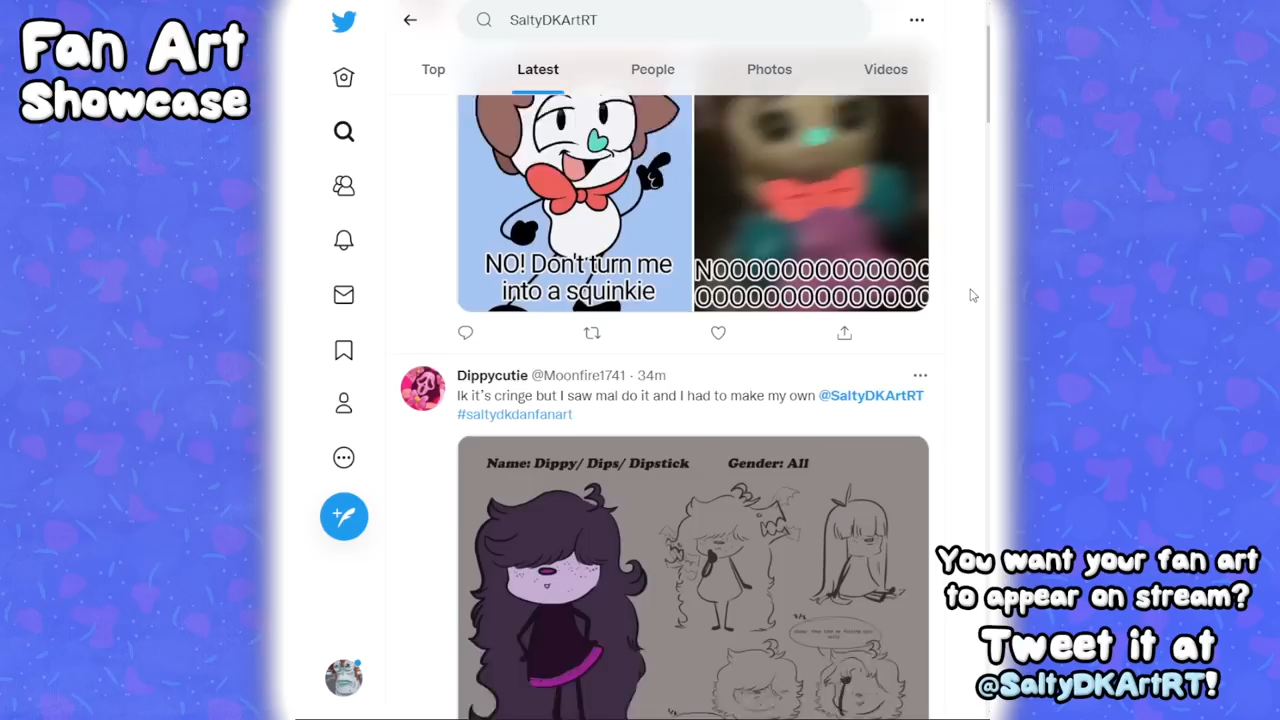 Fan Art
Showcase
SaltyDKArtRT
Top
Latest
People
Photos
Videos
NO! Don't turn me
into a squinkie
NOOOOOOOOOOOOO
OOOOOOOOOOOOOO
Dippycutie @Moonfire1741 · 34m
Ik it's cringe but I saw mal do it and I had to make my own @SaltyDKArtRT
#saltydkdanfanart
Name: Dippy/ Dips/ Dipstick
Gender: All
You want your fan art
to appear on stream?
Tweet it at
@SaltyDKArtRT!